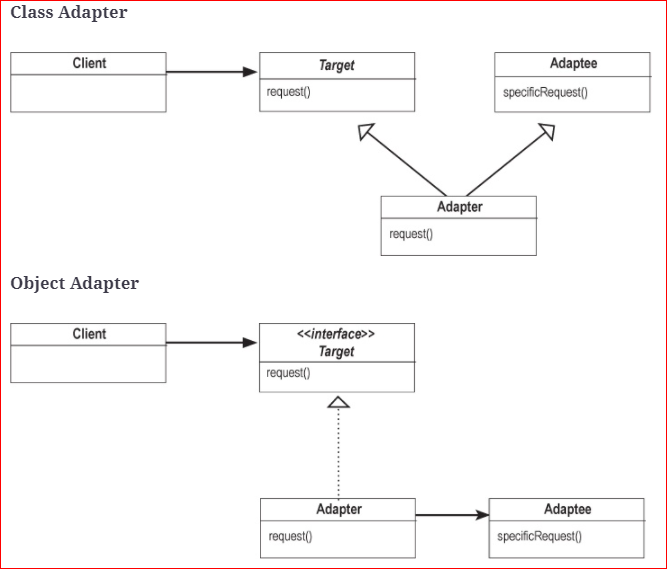 Class Adapter
Client
Target
request()
Adaptee
specificRequest()
Adapter
request()
Object Adapter
Client
<<interface>>
Target
request()
Adapter
request()
Adaptee
specificRequest()